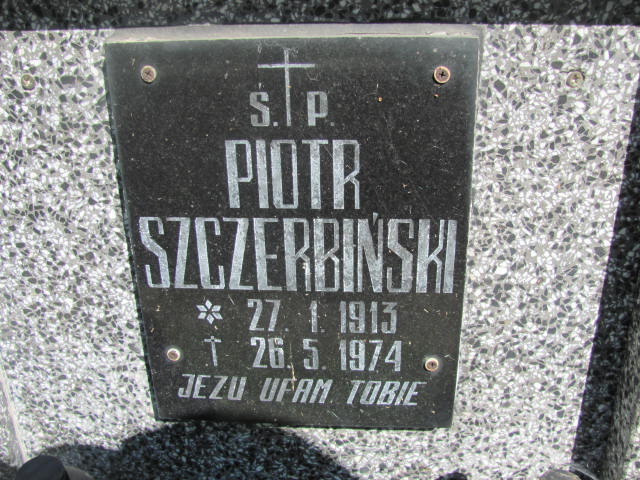 Ś.†P.
PIOTR
SZCZERBIŃSKI
* 27. 1. 1913
† 26. 5. 1974
JEZU UFAM TOBIE